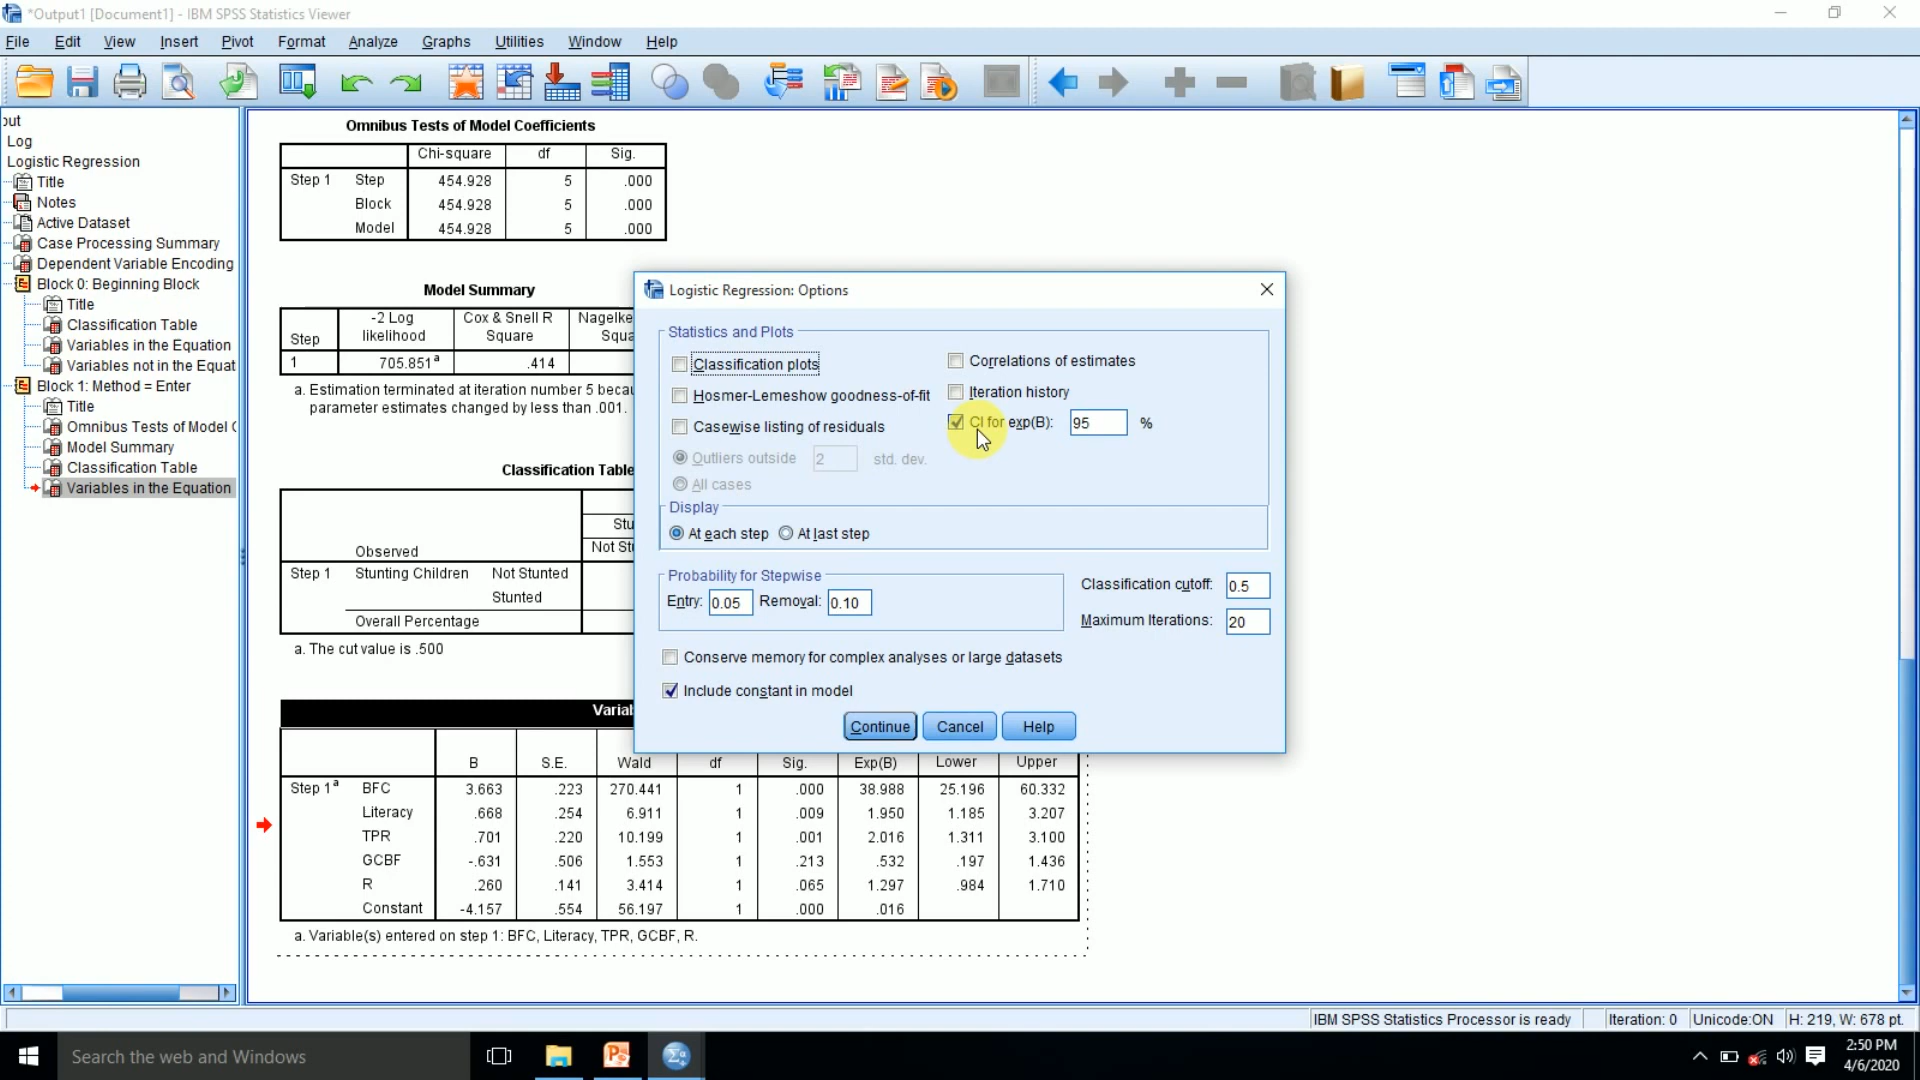 *Output1 [Document1] - IBM SPSS Statistics Viewer
File Edit View Insert Pivot Format Analyze Graphs Utilities Window Help
out
Log
Logistic Regression
Title
Notes
Active Dataset
Case Processing Summary
Dependent Variable Encoding
Block 0: Beginning Block
Title
Classification Table
Variables in the Equation
Variables not in the Equat
Block 1: Method = Enter
Title
Omnibus Tests of Model
Model Summary
Classification Table
Variables in the Equation
Omnibus Tests of Model Coefficients
Chi-square df Sig.
Step 1 Step 454.928 5 .000
Block 454.928 5 .000
Model 454.928 5 .000
Model Summary
Step -2 Log likelihood Cox & Snell R Square Nagelke Squa
1 705.851a .414
a. Estimation terminated at iteration number 5 becau
parameter estimates changed by less than .001.
Classification Table
Stu
Observed Not Stu
Step 1 Stunting Children Not Stunted
Stunted
Overall Percentage
a. The cut value is .500
Variab
B S.E. Wald df Sig. Exp(B) Lower Upper
Step 1a BFC 3.663 .223 270.441 1 .000 38.988 25.196 60.332
Literacy .668 .254 6.911 1 .009 1.950 1.185 3.207
TPR .701 .220 10.199 1 .001 2.016 1.311 3.100
GCBF -.631 .506 1.553 1 .213 .532 .197 1.436
R .260 .141 3.414 1 .065 1.297 .984 1.710
Constant -4.157 .554 56.197 1 .000 .016
a. Variable(s) entered on step 1: BFC, Literacy, TPR, GCBF, R.
Logistic Regression: Options
Statistics and Plots
Classification plots Correlations of estimates
Hosmer-Lemeshow goodness-of-fit Iteration history
Casewise listing of residuals CI for exp(B): 95 %
Outliers outside 2 std. dev.
All cases
Display
At each step At last step
Probability for Stepwise
Entry: 0.05 Removal: 0.10
Classification cutoff: 0.5
Maximum Iterations: 20
Conserve memory for complex analyses or large datasets
Include constant in model
Continue Cancel Help
IBM SPSS Statistics Processor is ready Iteration: 0 Unicode:ON H: 219, W: 678 pt.
Search the web and Windows
2:50 PM
4/6/2020